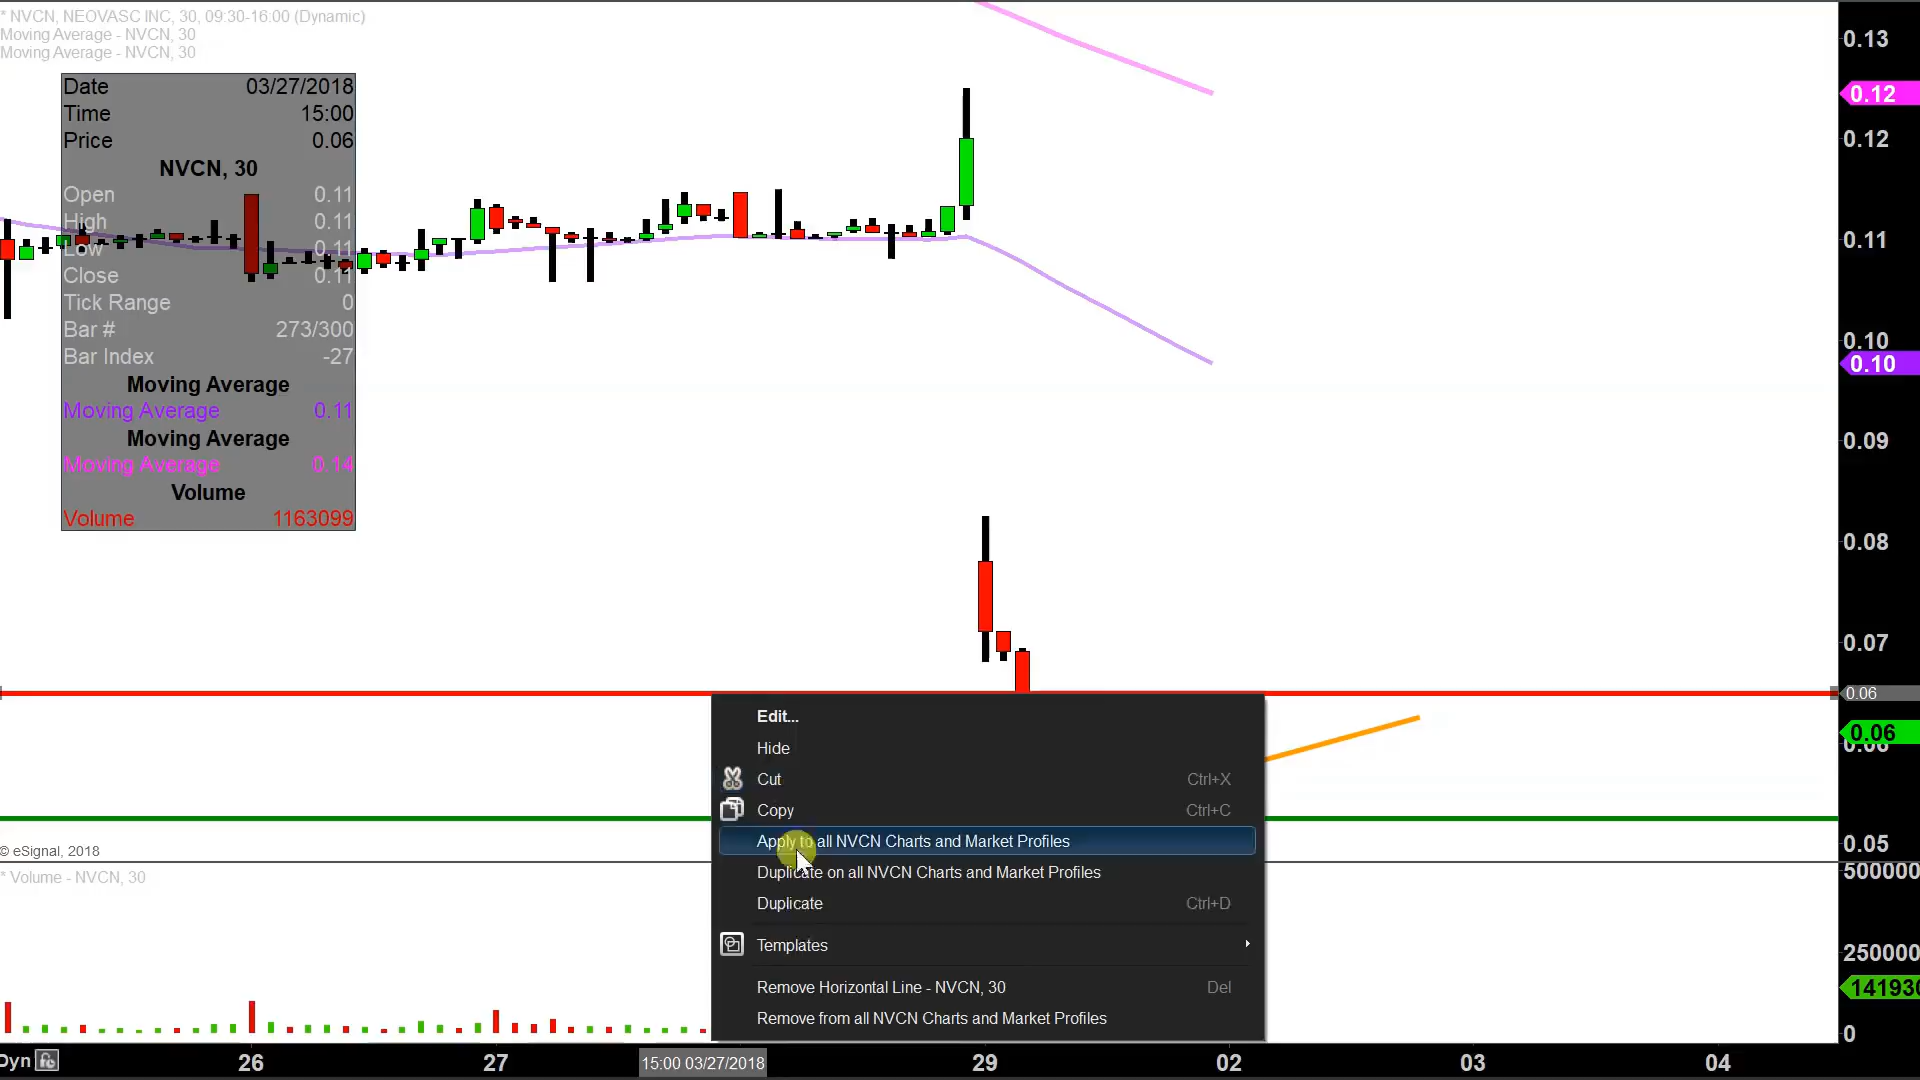 * NVCN, NEOVASC INC, 30, 09:30-16:00 (Dynamic)
Moving Average - NVCN, 30
Moving Average - NVCN, 30
Date 03/27/2018
Time 15:00
Price 0.06
NVCN, 30
Open 0.11
High 0.11
Low 0.11
Close 0.11
Tick Range 0
Bar # 273/300
Bar Index -27
Moving Average
Moving Average 0.11
Moving Average
Moving Average 0.14
Volume
Volume 1163099
0.13
0.12
0.12
0.11
0.10
0.10
0.09
0.08
0.07
0.06
0.06
0.06
0.05
Edit...
Hide
Cut Ctrl+X
Copy Ctrl+C
Apply to all NVCN Charts and Market Profiles
Duplicate on all NVCN Charts and Market Profiles
Duplicate Ctrl+D
Templates
Remove Horizontal Line - NVCN, 30 Del
Remove from all NVCN Charts and Market Profiles
© eSignal, 2018
* Volume - NVCN, 30
500000
250000
141930
0
Dyn
26
27
15:00 03/27/2018
29
02
03
04